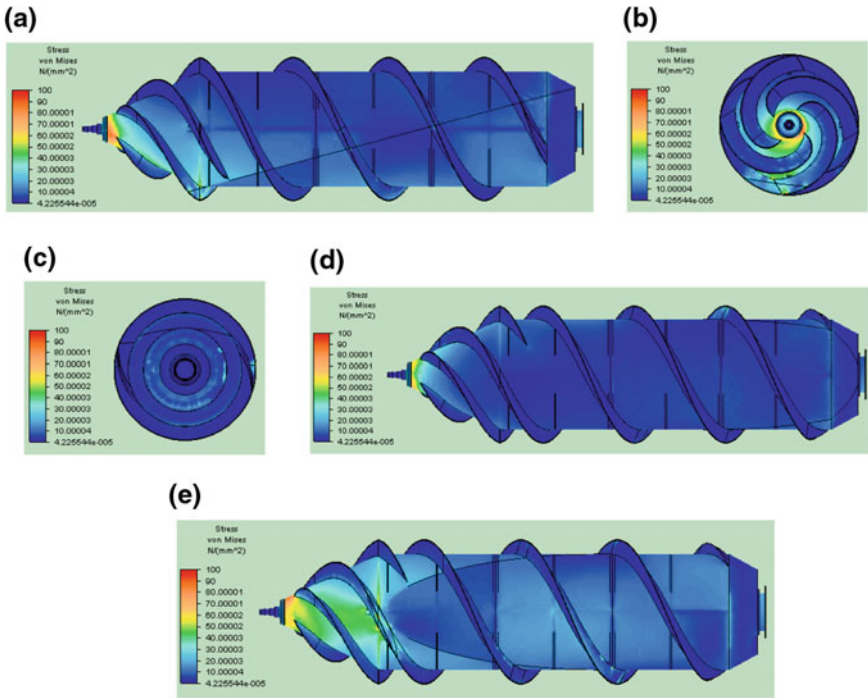 (a)
Stress
von Mises
N/(mm^2)
100
90
80.00001
70.00001
60.00002
50.00002
40.00003
30.00003
20.00003
10.00004
4.225544e-005
(b)
Stress
von Mises
N/(mm^2)
100
90
80.00001
70.00001
60.00002
50.00002
40.00003
30.00003
20.00003
10.00004
4.225544e-005
(c)
Stress
von Mises
N/(mm^2)
100
90
80.00001
70.00001
60.00002
50.00002
40.00003
30.00003
20.00003
10.00004
4.225544e-005
(d)
Stress
von Mises
N/(mm^2)
100
90
80.00001
70.00001
60.00002
50.00002
40.00003
30.00003
20.00003
10.00004
4.225544e-005
(e)
Stress
von Mises
N/(mm^2)
100
90
80.00001
70.00001
60.00002
50.00002
40.00003
30.00003
20.00003
10.00004
4.225544e-005